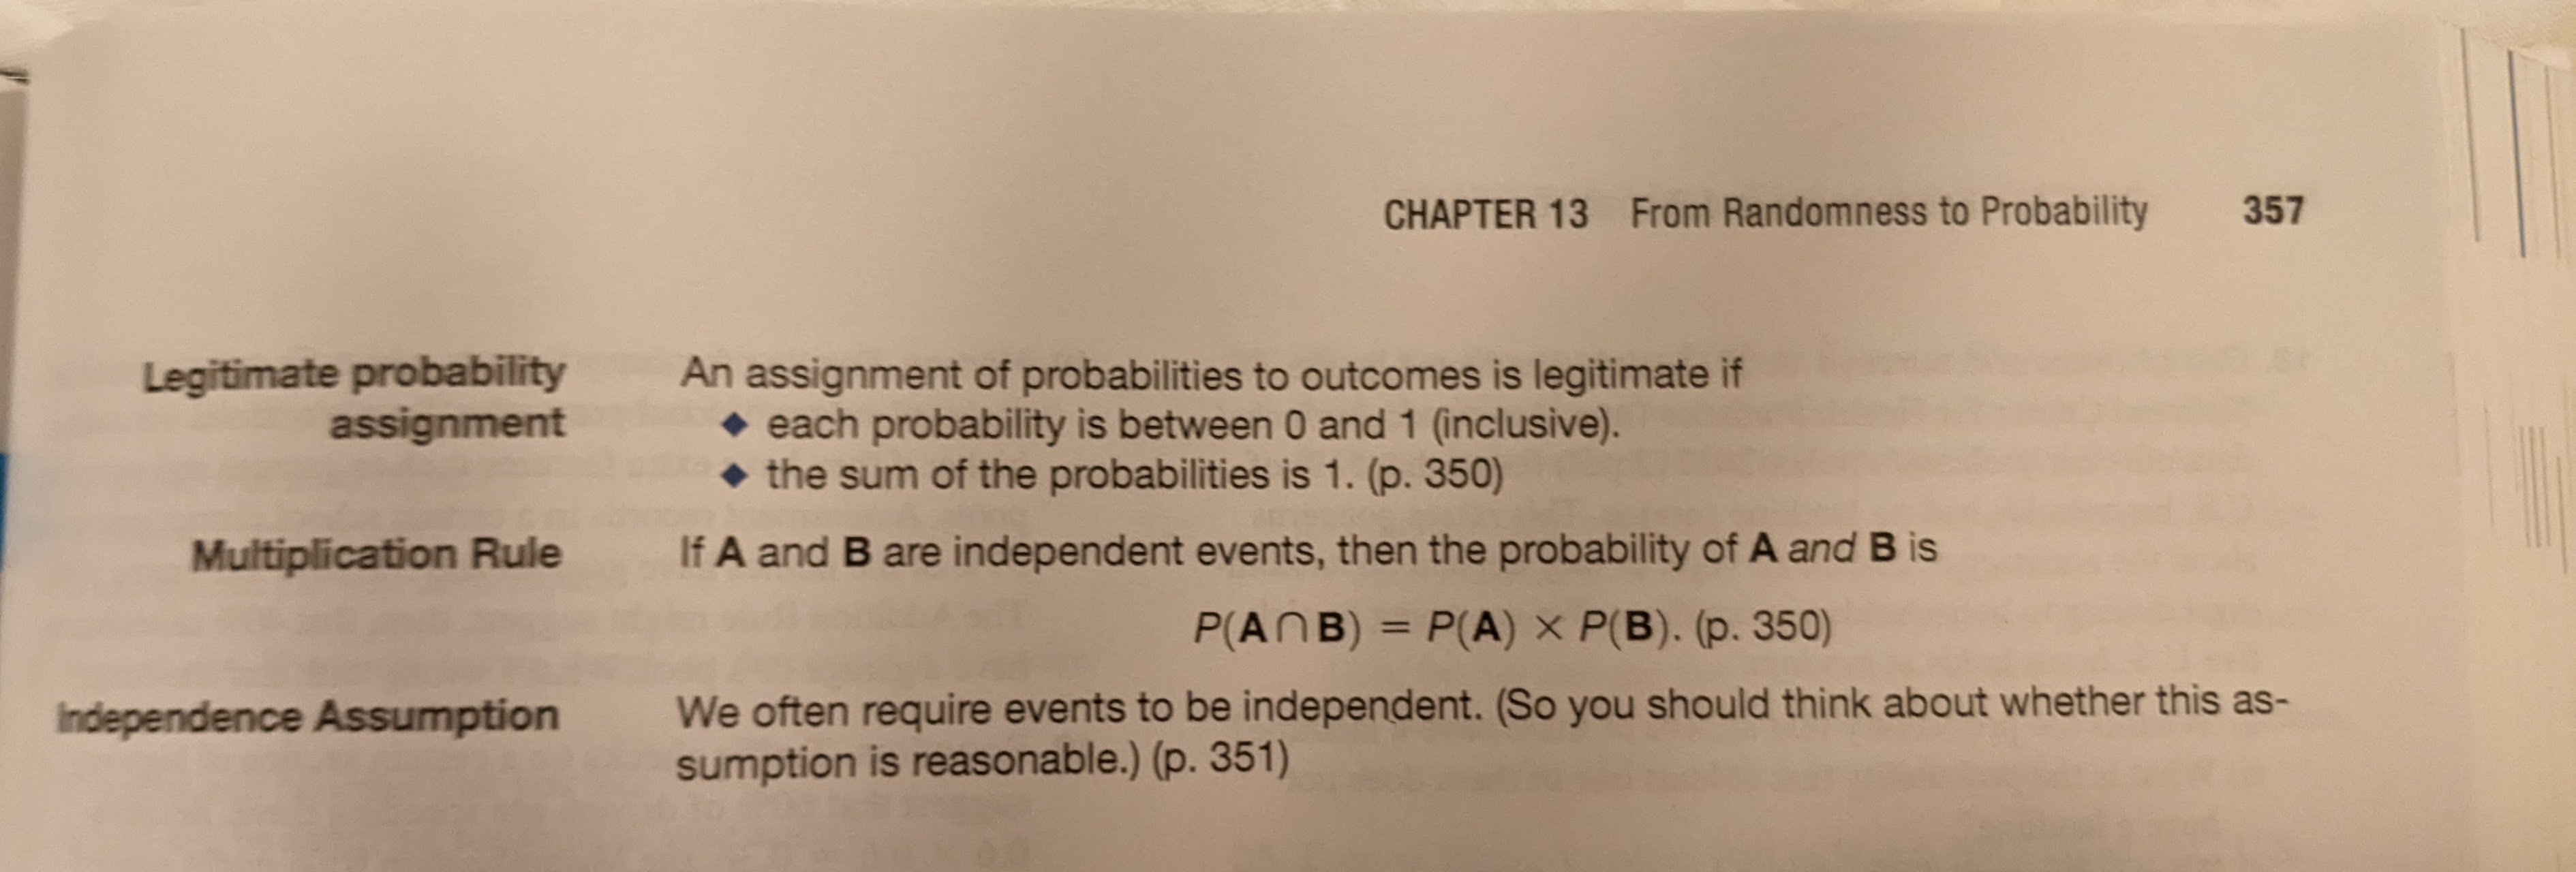 CHAPTER 13 From Randomness to Probability 357
Legitimate probability
assignment
An assignment of probabilities to outcomes is legitimate if
◆ each probability is between 0 and 1 (inclusive).
◆ the sum of the probabilities is 1. (p. 350)
Multiplication Rule
If A and B are independent events, then the probability of A and B is
P(A ∩ B) = P(A) × P(B). (p. 350)
Independence Assumption
We often require events to be independent. (So you should think about whether this as-
sumption is reasonable.) (p. 351)